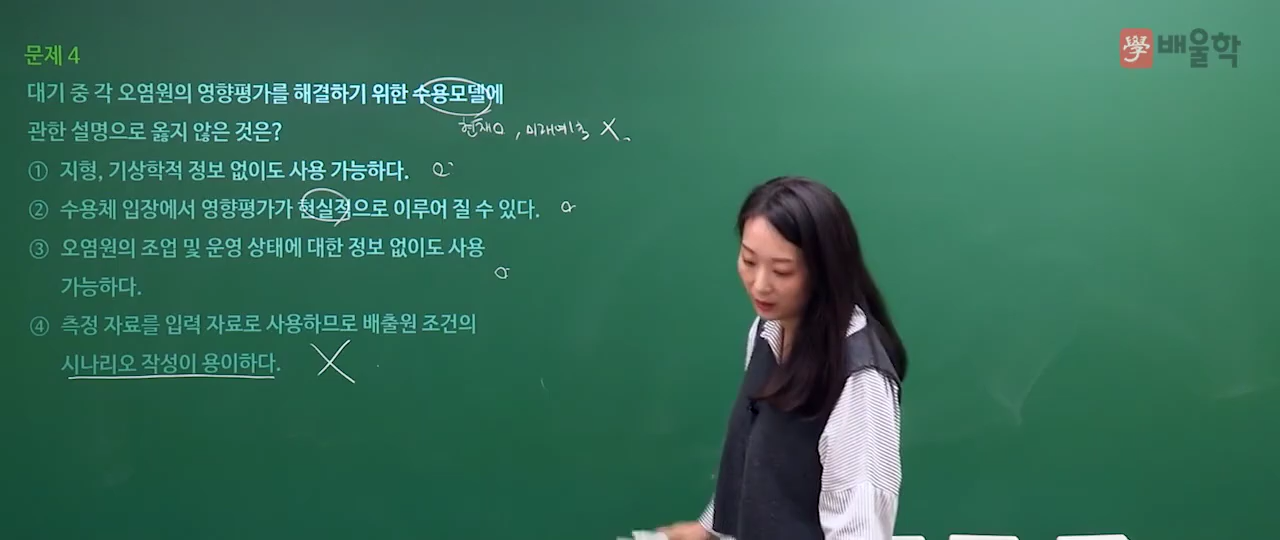 學 배울학
문제 4
대기 중 각 오염원의 영향평가를 해결하기 위한 수용모델에
관한 설명으로 옳지 않은 것은?
현재O, 미래예측 X
① 지형, 기상학적 정보 없이도 사용 가능하다. O
② 수용체 입장에서 영향평가가 현실적으로 이루어 질 수 있다. O
③ 오염원의 조업 및 운영 상태에 대한 정보 없이도 사용
가능하다. O
④ 측정 자료를 입력 자료로 사용하므로 배출원 조건의
시나리오 작성이 용이하다. X